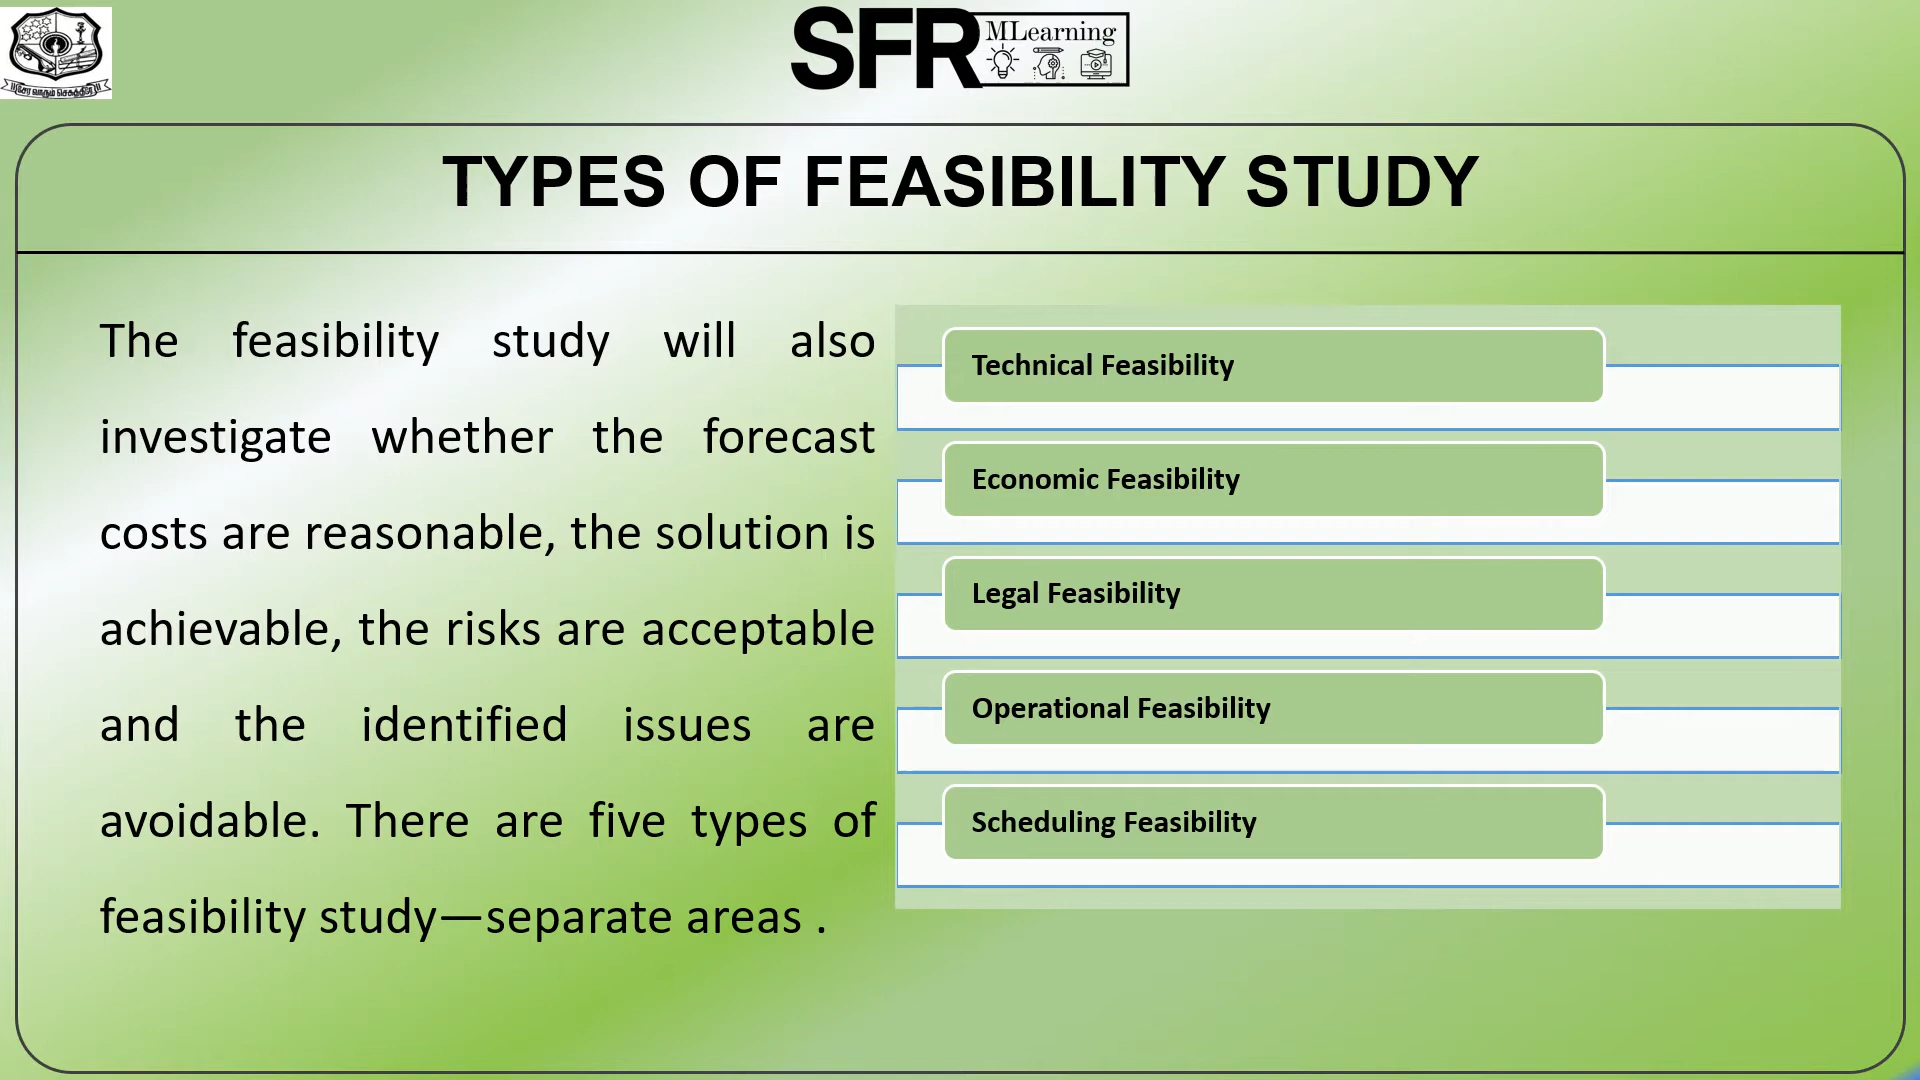 SFR
MLearning
TYPES OF FEASIBILITY STUDY
The feasibility study will also
investigate whether the forecast
costs are reasonable, the solution is
achievable, the risks are acceptable
and the identified issues are
avoidable. There are five types of
feasibility study—separate areas .
Technical Feasibility
Economic Feasibility
Legal Feasibility
Operational Feasibility
Scheduling Feasibility